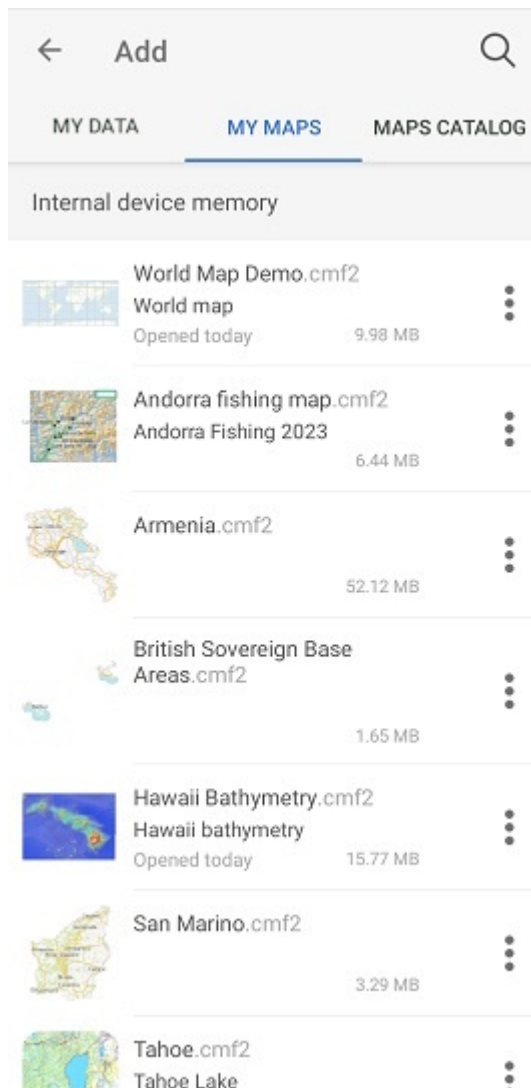 Add
MY DATA
MY MAPS
MAPS CATALOG
Internal device memory
World Map Demo.cmf2
World map
Opened today
9.98 MB
Andorra fishing map.cmf2
Andorra Fishing 2023
6.44 MB
Armenia.cmf2
52.12 MB
British Sovereign Base
Areas.cmf2
1.65 MB
Hawaii Bathymetry.cmf2
Hawaii bathymetry
Opened today
15.77 MB
San Marino.cmf2
3.29 MB
Tahoe.cmf2
Tahoe Lake